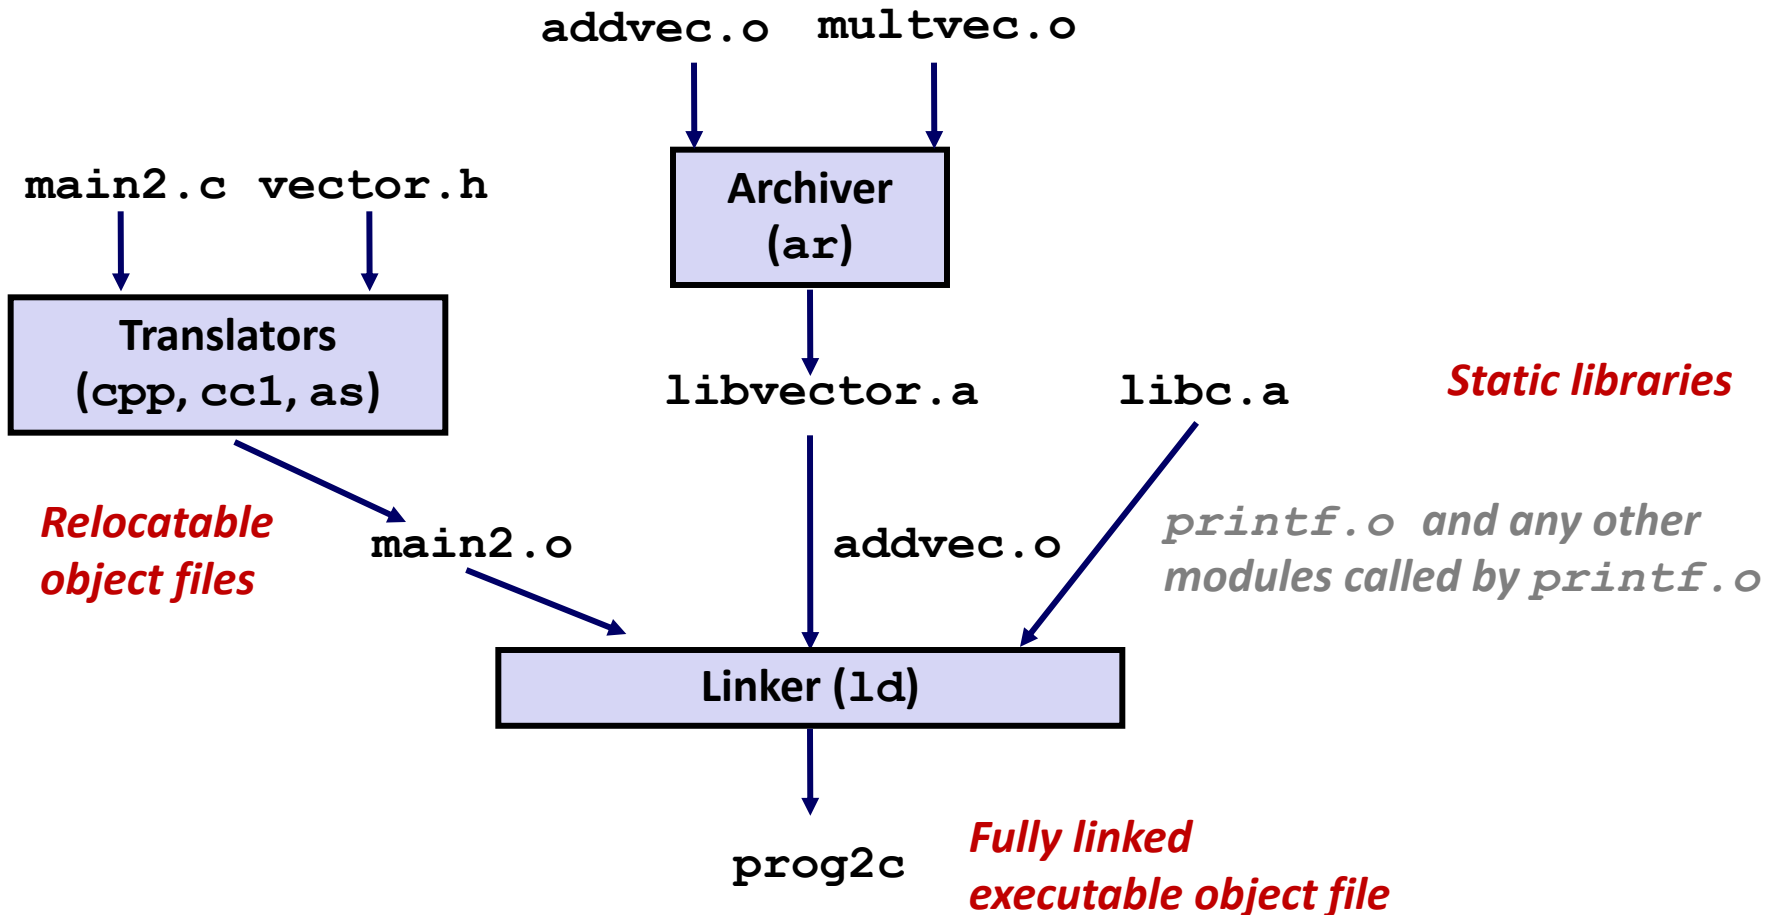 addvec.o multvec.o
main2.c vector.h
Archiver
(ar)
Translators
(cpp, cc1, as)
libvector.a
libc.a
Static libraries
Relocatable
object files
main2.o
addvec.o
printf.o and any other
modules called by printf.o
Linker (ld)
prog2c
Fully linked
executable object file